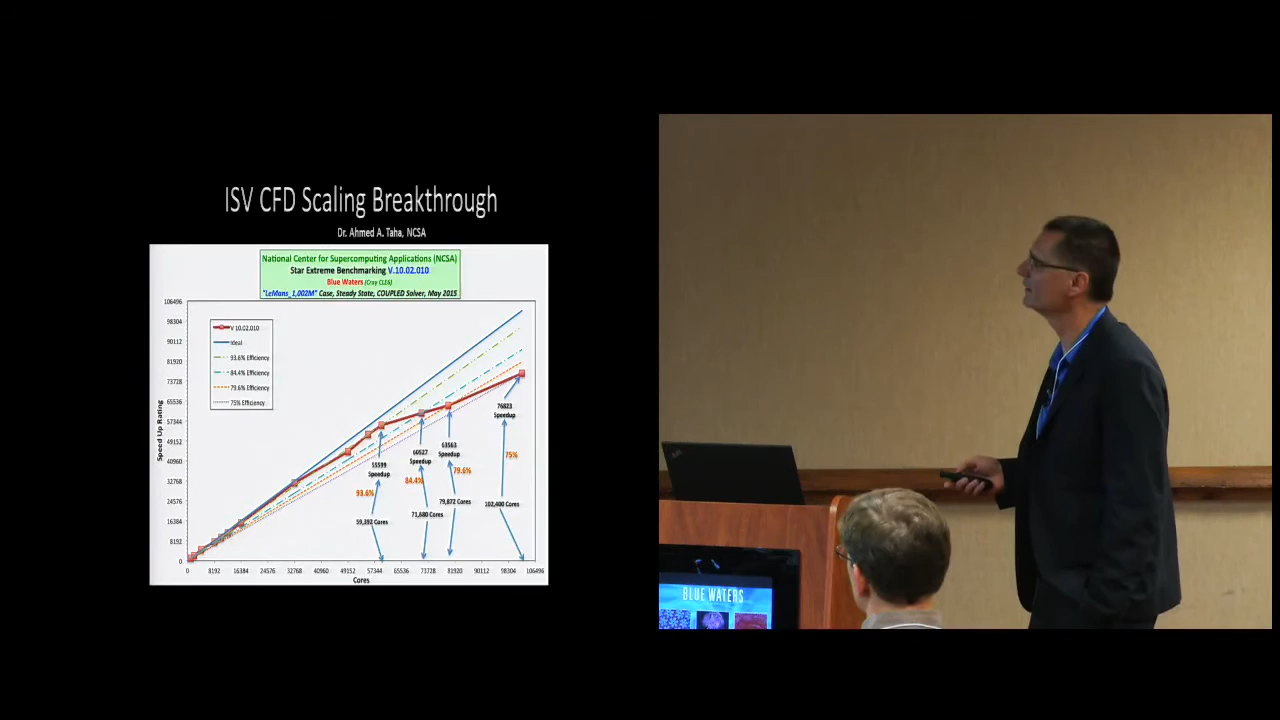 ISV CFD Scaling Breakthrough
Dr. Ahmed A. Taha, NCSA
National Center for Supercomputing Applications (NCSA)
Star Extreme Benchmarking V.10.02.010
Blue Waters (Cray CLE6)
"LeMans_1,002M" Case, Steady State, COUPLED Solver, May 2015
106496
98304
90112
81920
73728
65536
57344
49152
40960
32768
24576
16384
8192
0
Speed Up Rating
V 10.02.010
Ideal
93.6% Efficiency
84.4% Efficiency
79.6% Efficiency
75% Efficiency
55599 Speedup
93.6%
59,392 Cores
60527 Speedup
84.4%
71,680 Cores
63563 Speedup
79.6%
79,872 Cores
76823 Speedup
75%
102,400 Cores
0 8192 16384 24576 32768 40960 49152 57344 65536 73728 81920 90112 98304 106496
Cores
BLUE WATERS